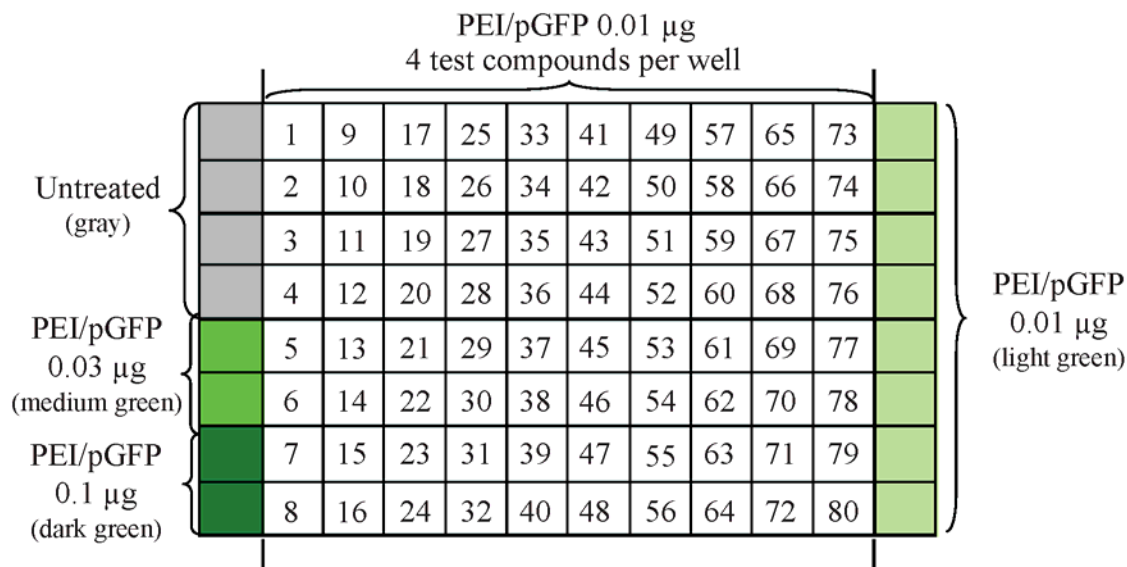 PEI/pGFP 0.01 µg
4 test compounds per well
1 9 17 25 33 41 49 57 65 73
2 10 18 26 34 42 50 58 66 74
3 11 19 27 35 43 51 59 67 75
4 12 20 28 36 44 52 60 68 76
5 13 21 29 37 45 53 61 69 77
6 14 22 30 38 46 54 62 70 78
7 15 23 31 39 47 55 63 71 79
8 16 24 32 40 48 56 64 72 80
Untreated
(gray)
PEI/pGFP
0.03 µg
(medium green)
PEI/pGFP
0.1 µg
(dark green)
PEI/pGFP
0.01 µg
(light green)